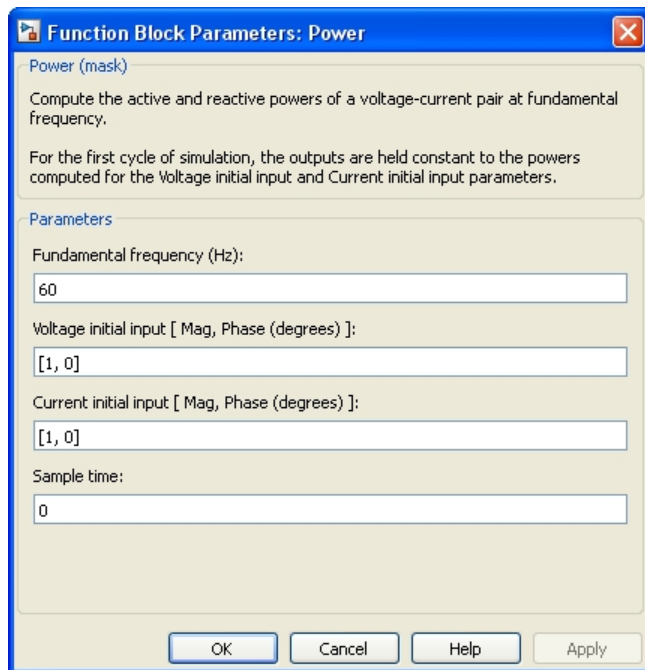 Function Block Parameters: Power
Power (mask)
Compute the active and reactive powers of a voltage-current pair at fundamental
frequency.
For the first cycle of simulation, the outputs are held constant to the powers
computed for the Voltage initial input and Current initial input parameters.
Parameters
Fundamental frequency (Hz):
60
Voltage initial input [ Mag, Phase (degrees) ]:
[1, 0]
Current initial input [ Mag, Phase (degrees) ]:
[1, 0]
Sample time:
0
OK Cancel Help Apply